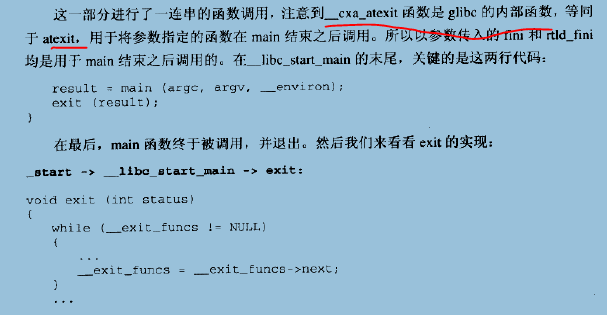 这一部分进行了一连串的函数调用，注意到__cxa_atexit 函数是 glibc 的内部函数，等同
于 atexit，用于将参数指定的函数在 main 结束之后调用。所以以参数传入的 fini 和 rtld_fini
均是用于 main 结束之后调用的。在__libc_start_main 的末尾，关键的是这两行代码：
result = main (argc, argv, __environ);
exit (result);
}
在最后，main 函数终于被调用，并退出。然后我们来看看 exit 的实现：
_start -> __libc_start_main -> exit:
void exit (int status)
{
while (__exit_funcs != NULL)
{
...
__exit_funcs = __exit_funcs->next;
}
...